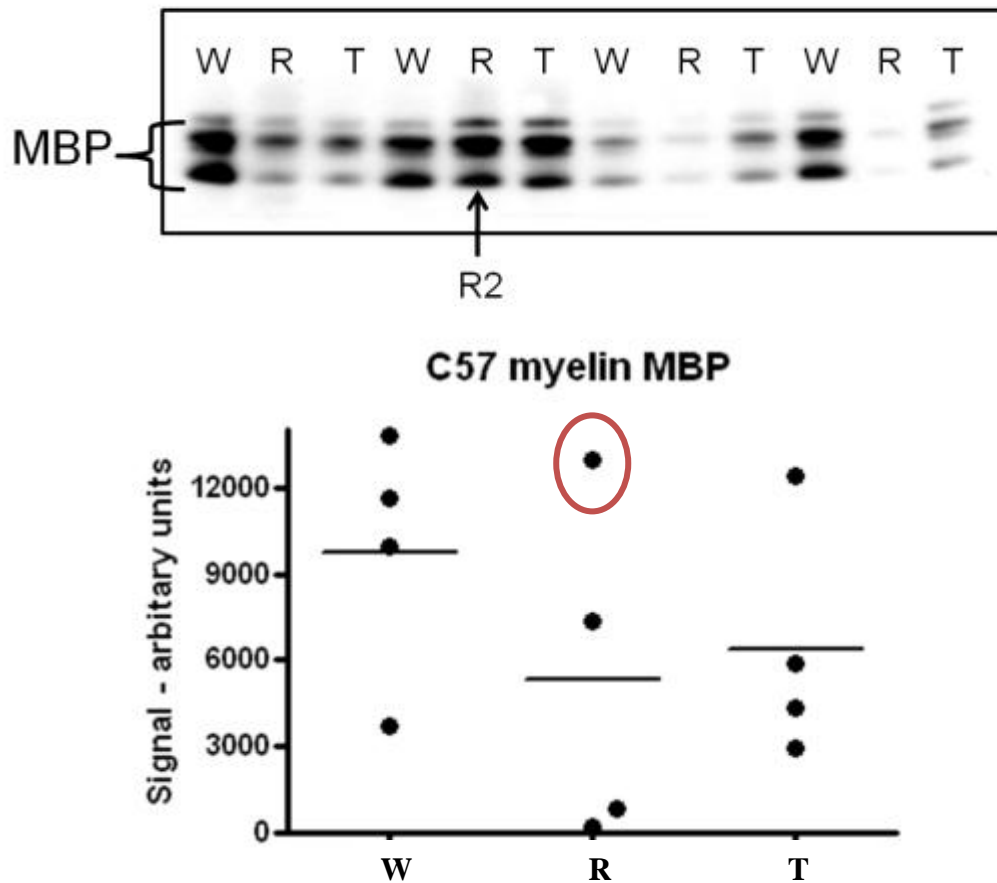 W R T W R T W R T W R T
MBP
R2
C57 myelin MBP
Signal - arbitary units
12000
9000
6000
3000
0
W R T